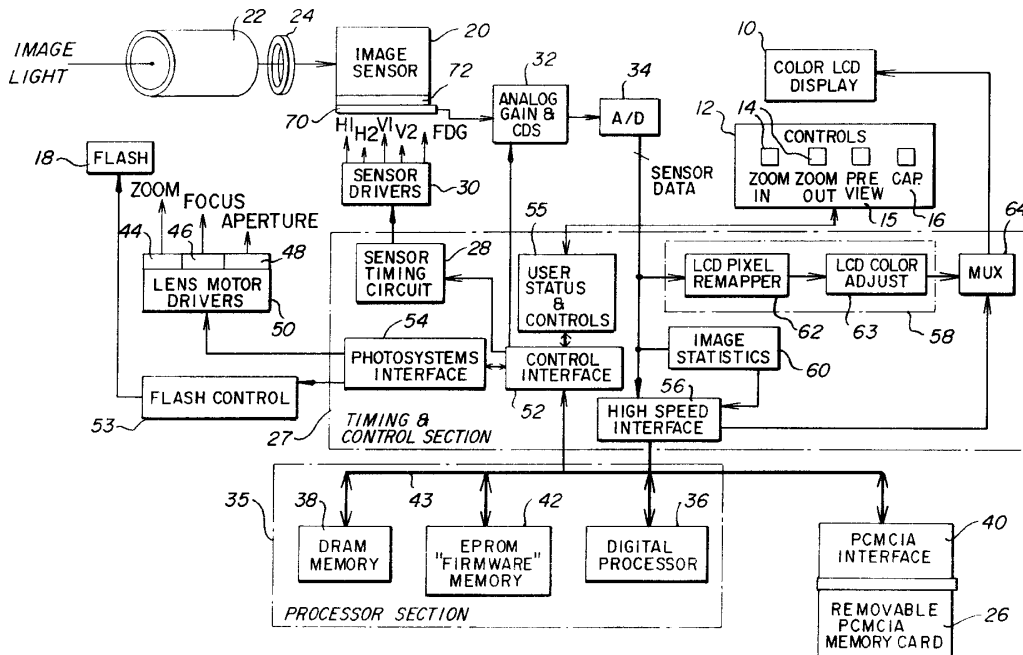 22
24
20
IMAGE
LIGHT
IMAGE
SENSOR
72
70
32
ANALOG
GAIN &
CDS
34
A/D
10
COLOR LCD
DISPLAY
12
14
CONTROLS
ZOOM
IN
ZOOM
OUT
PRE
VIEW
CAP.
15
16
H1
H2
V1
V2
FDG
SENSOR
DRIVERS
30
SENSOR DATA
18
FLASH
ZOOM
FOCUS
APERTURE
44
46
48
LENS MOTOR
DRIVERS
50
28
SENSOR
TIMING
CIRCUIT
55
USER
STATUS
&
CONTROLS
LCD PIXEL
REMAPPER
62
LCD COLOR
ADJUST
63
58
64
MUX
54
PHOTOSYSTEMS
INTERFACE
CONTROL
INTERFACE
52
IMAGE
STATISTICS
60
56
HIGH SPEED
INTERFACE
FLASH CONTROL
53
27
TIMING &
CONTROL SECTION
35
43
38
DRAM
MEMORY
42
EPROM
"FIRMWARE"
MEMORY
36
DIGITAL
PROCESSOR
PROCESSOR SECTION
40
PCMCIA
INTERFACE
REMOVABLE
PCMCIA
MEMORY CARD
26